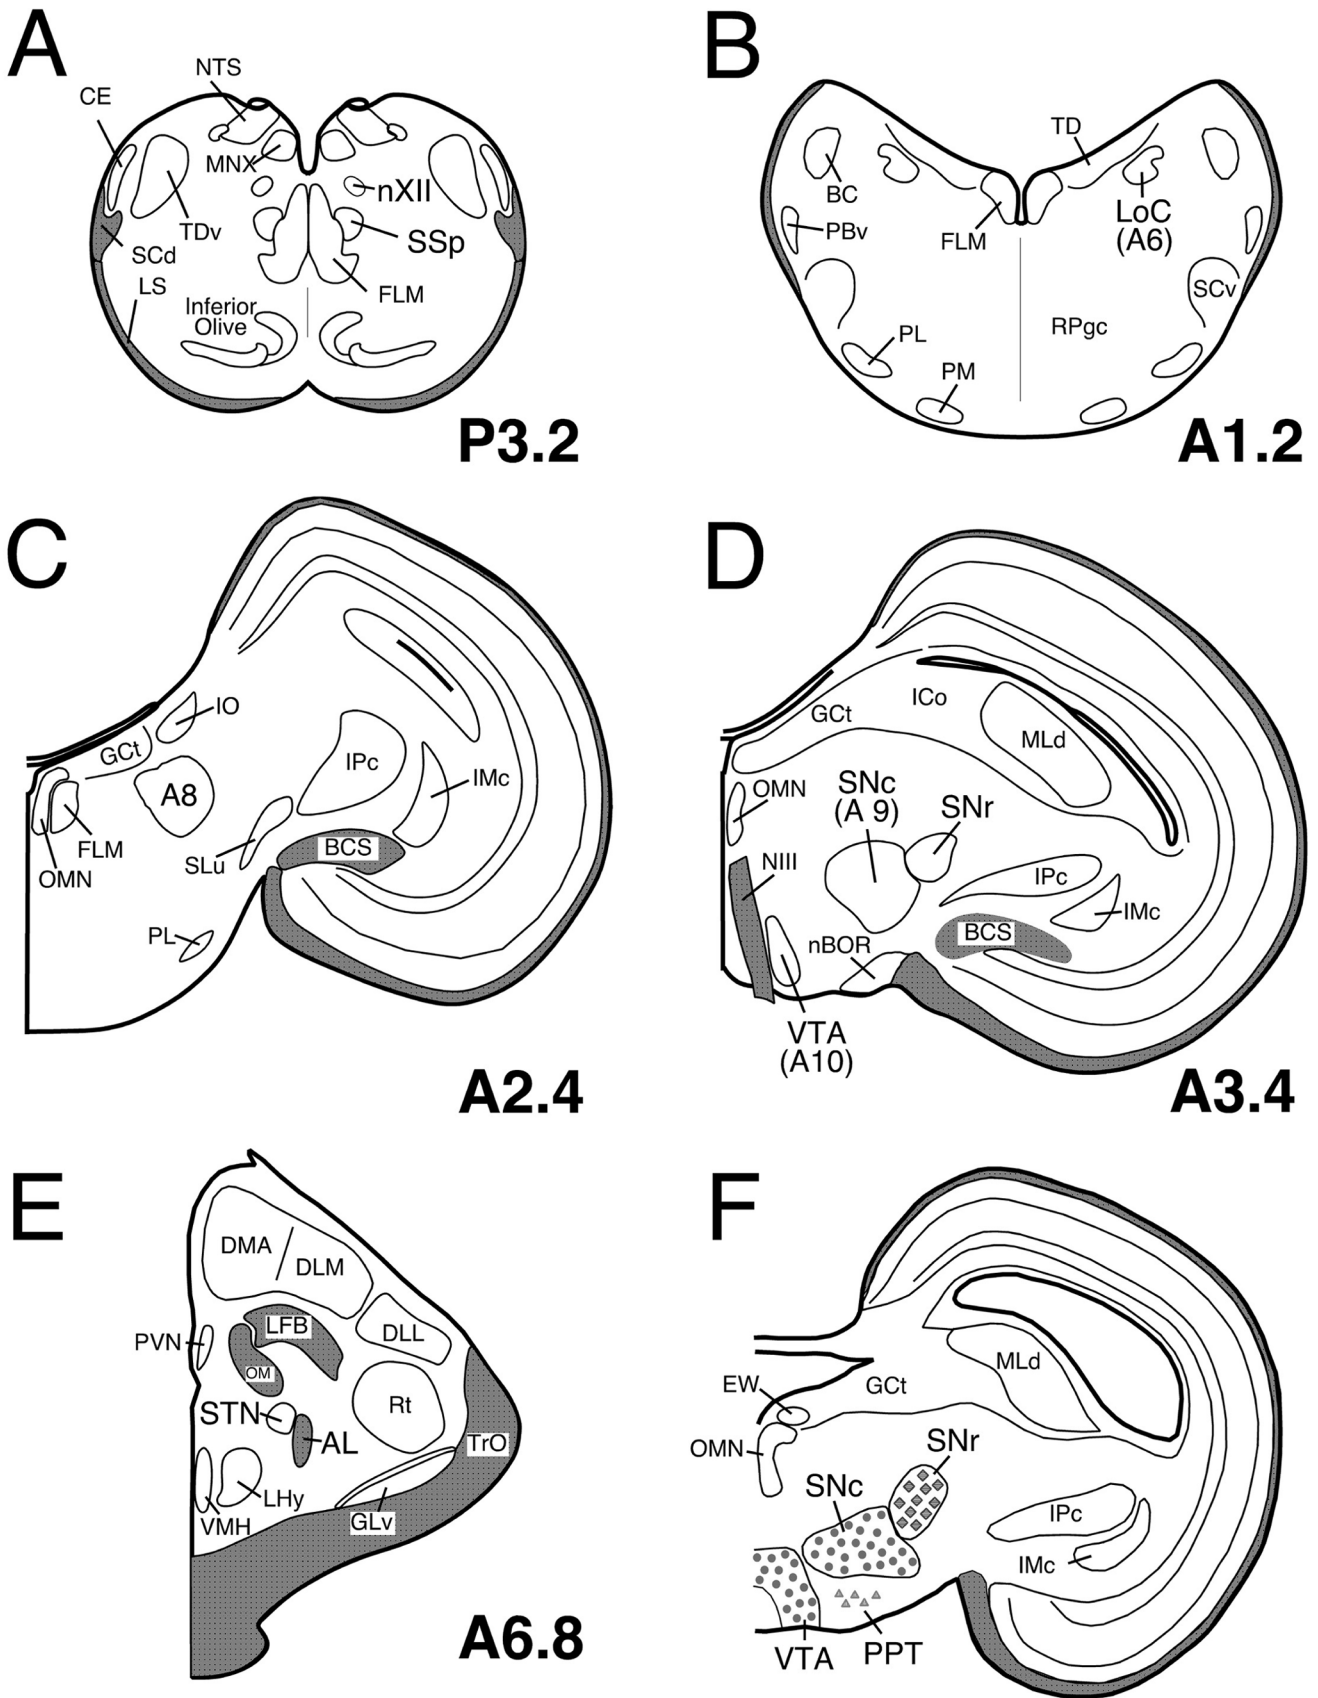 A
NTS
CE
MNX
nXII
TDv
SSp
SCd
LS
FLM
Inferior
Olive
P3.2
B
TD
BC
LoC
(A6)
PBv
FLM
SCv
RPgc
PL
PM
A1.2
C
IO
GCt
IPc
IMc
A8
FLM
BCS
SLu
OMN
PL
A2.4
D
ICo
GCt
MLd
OMN
SNc
(A 9)
SNr
NIII
IPc
IMc
nBOR
BCS
VTA
(A10)
A3.4
E
DMA
DLM
LFB
DLL
PVN
OM
Rt
STN
AL
TrO
LHy
VMH
GLv
A6.8
F
MLd
EW
GCt
OMN
SNr
SNc
IPc
IMc
VTA
PPT